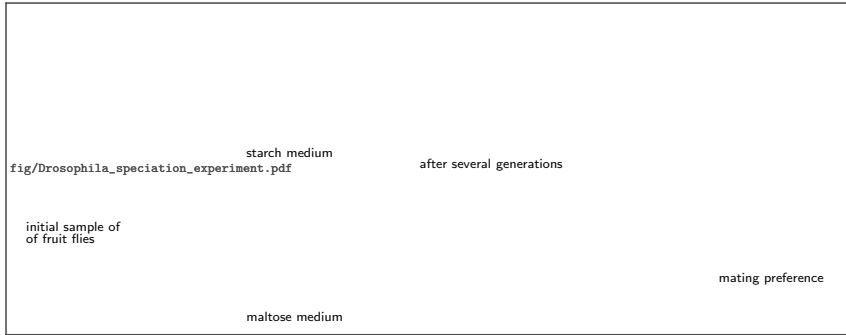 starch medium
fig/Drosophila_speciation_experiment.pdf
after several generations
initial sample of
of fruit flies
mating preference
maltose medium